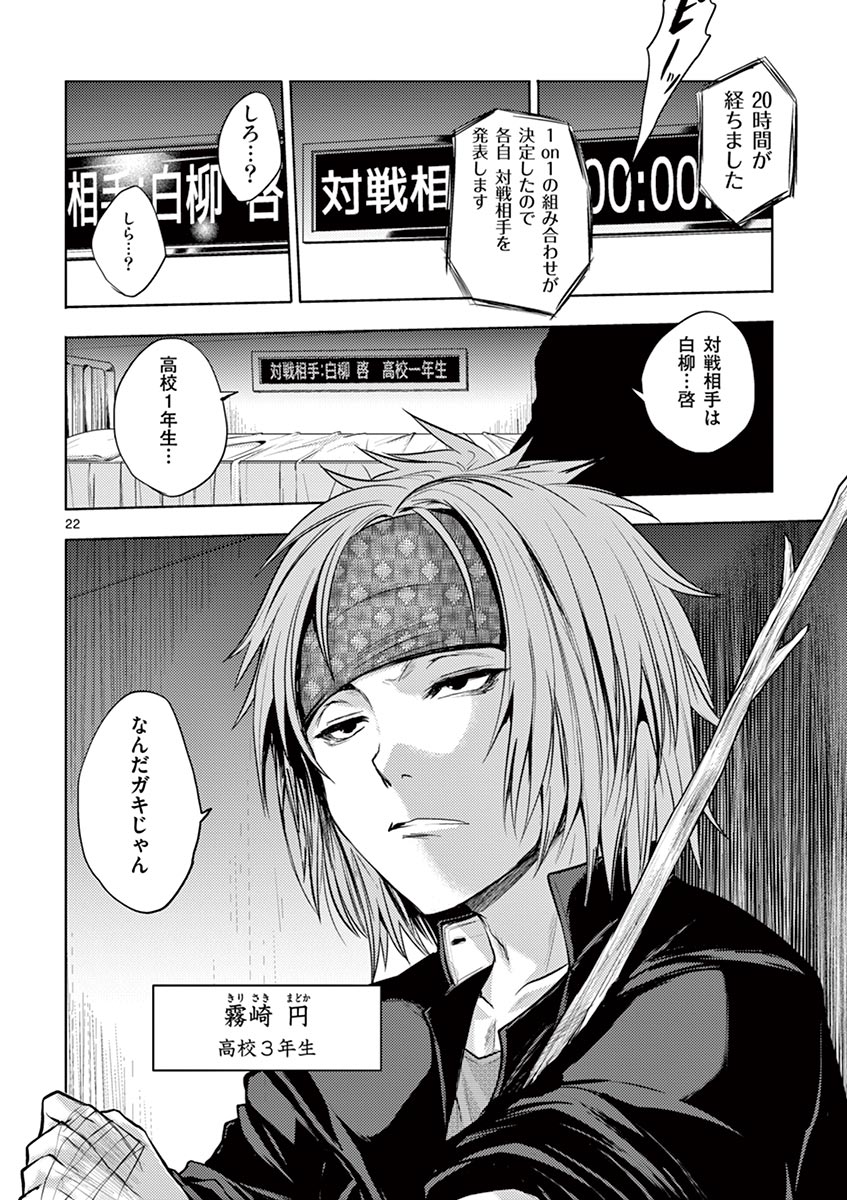 ピーッ
20時間が
経ちました
00:00.
1on1の組み合わせが
決定したので
各自 対戦相手を
発表します
対戦相
しろ…?
相手:白柳 啓
しら…?
対戦相手は
白柳…啓
対戦相手:白柳 啓 高校一年生
高校1年生…
22
なんだガキじゃん
きり さき まどか
霧崎 円
高校3年生